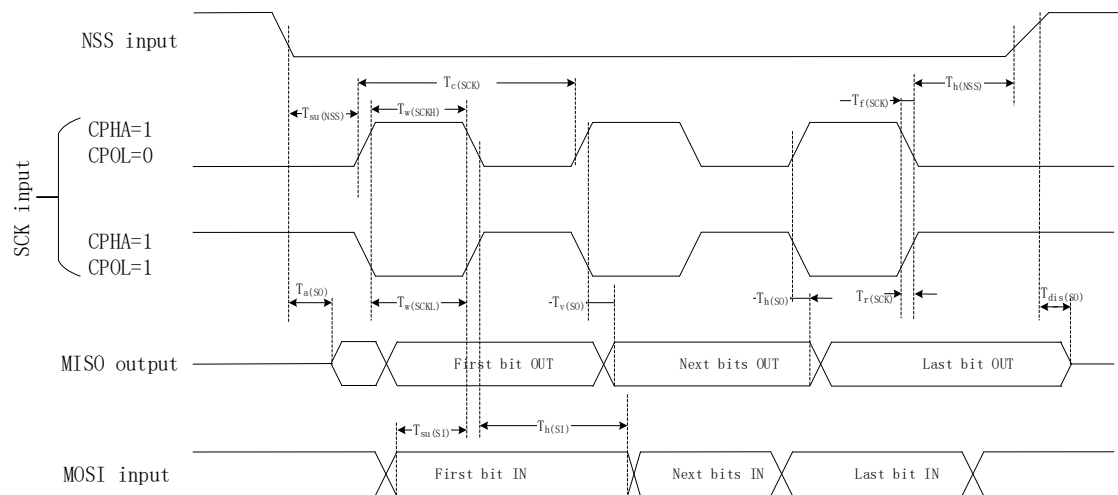 NSS input
Tc(SCK)
Th(NSS)
Tsu(NSS)
Tw(SCKH)
Tf(SCK)
SCK input
CPHA=1
CPOL=0
CPHA=1
CPOL=1
Ta(SO)
Tw(SCKL)
Tv(SO)
Th(SO)
Tr(SCK)
Tdis(SO)
MISO output
First bit OUT
Next bits OUT
Last bit OUT
Tsu(SI)
Th(SI)
MOSI input
First bit IN
Next bits IN
Last bit IN